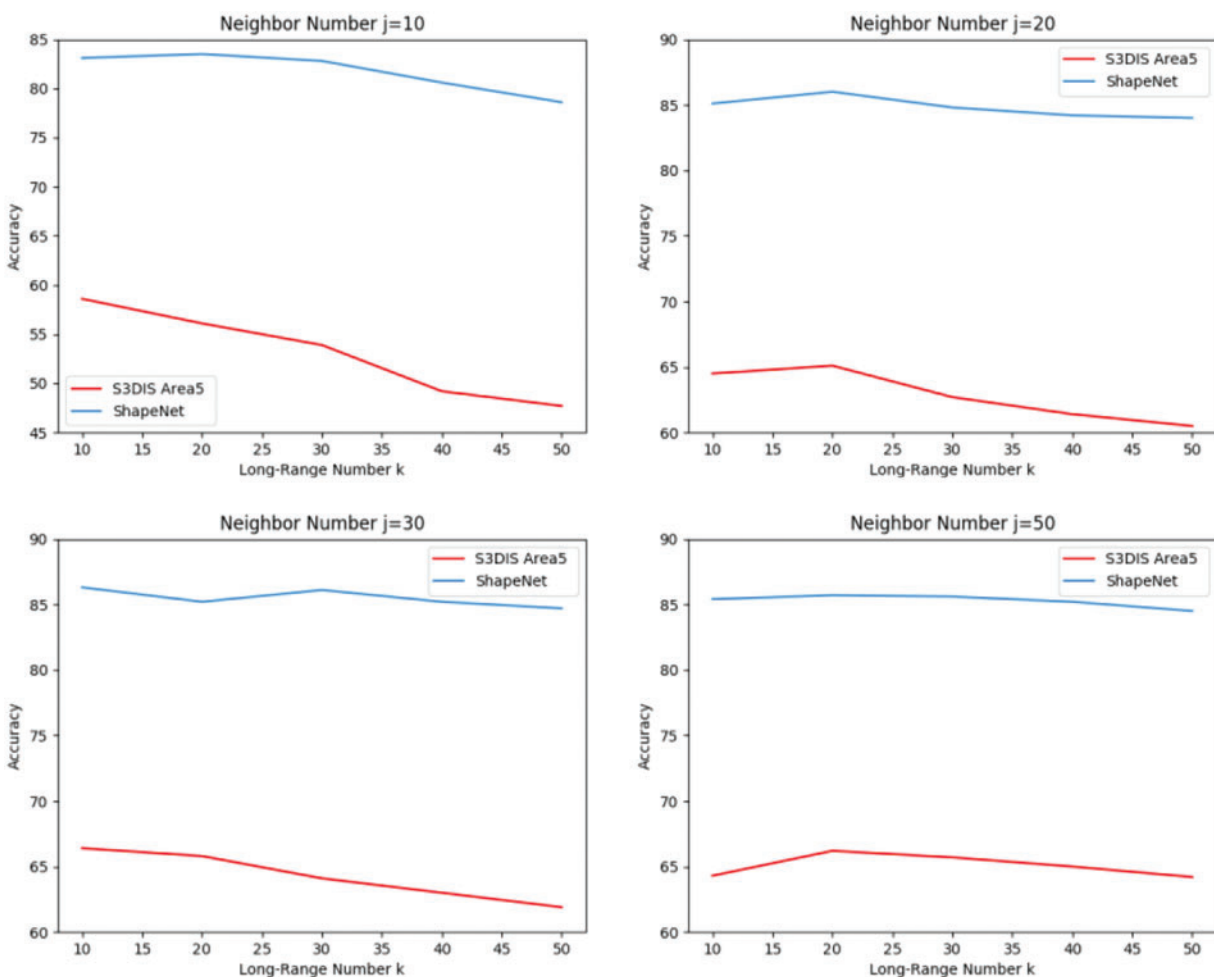 Neighbor Number j=10
85
80
75
70
65
60
55
50
45
Accuracy
S3DIS Area5
ShapeNet
10 15 20 25 30 35 40 45 50
Long-Range Number k
Neighbor Number j=20
90
85
80
75
70
65
60
Accuracy
S3DIS Area5
ShapeNet
10 15 20 25 30 35 40 45 50
Long-Range Number k
Neighbor Number j=30
90
85
80
75
70
65
60
Accuracy
S3DIS Area5
ShapeNet
10 15 20 25 30 35 40 45 50
Long-Range Number k
Neighbor Number j=50
90
85
80
75
70
65
60
Accuracy
S3DIS Area5
ShapeNet
10 15 20 25 30 35 40 45 50
Long-Range Number k